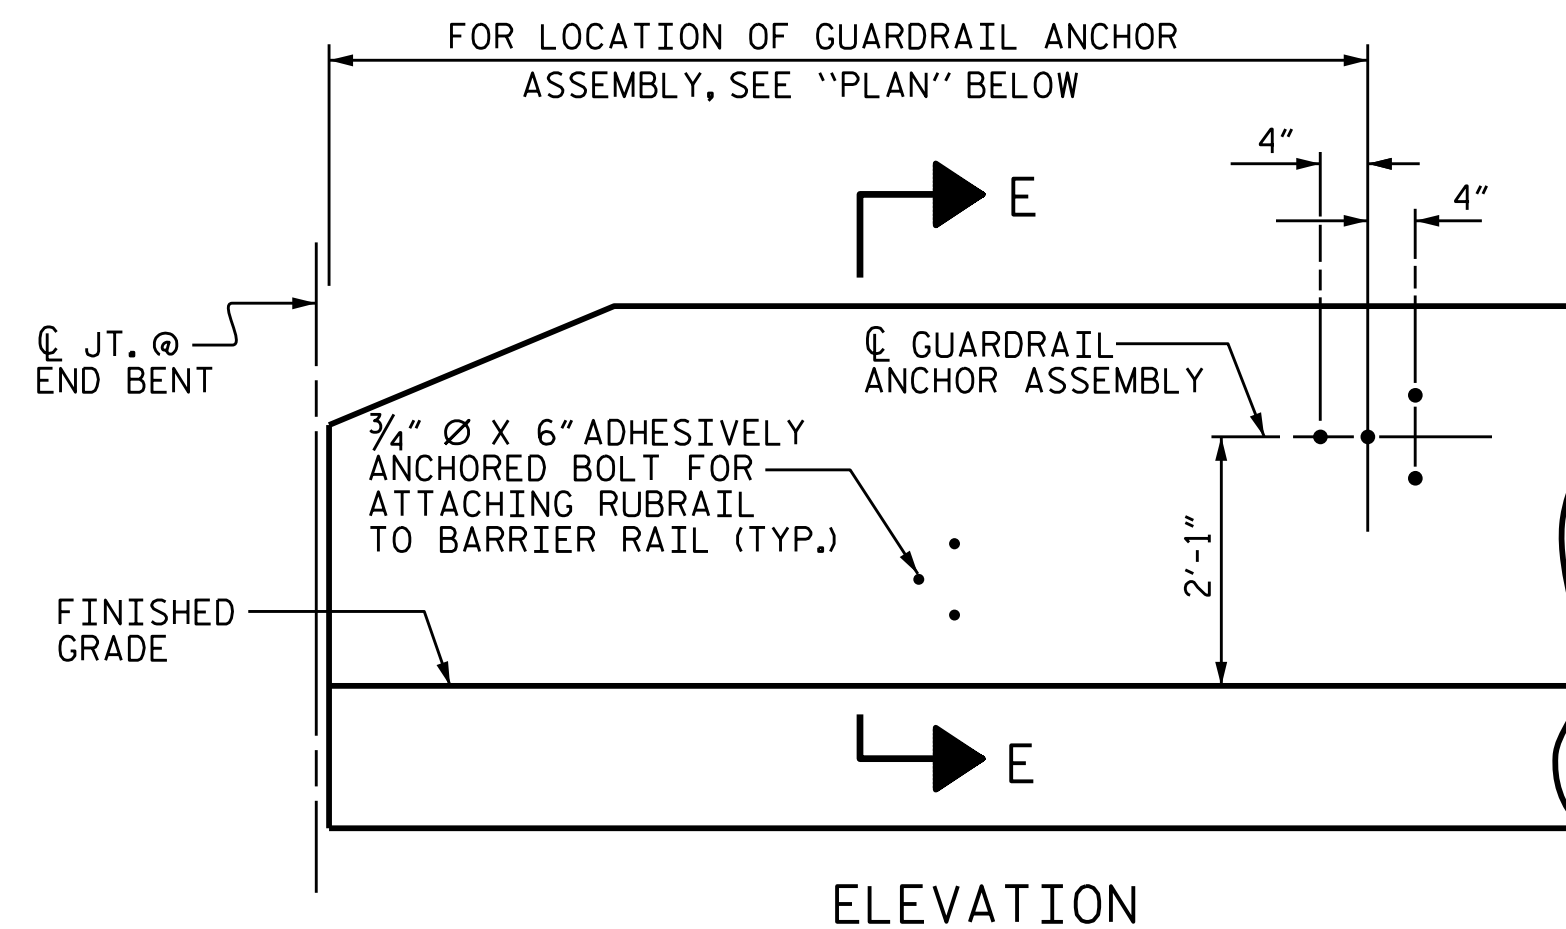 FOR LOCATION OF GUARDRAIL ANCHOR
ASSEMBLY, SEE "PLAN" BELOW
4"
4"
E
℄ JT. @
END BENT
℄ GUARDRAIL
ANCHOR ASSEMBLY
3/4" Ø X 6" ADHESIVELY
ANCHORED BOLT FOR
ATTACHING RUBRAIL
TO BARRIER RAIL (TYP.)
2'-1"
FINISHED
GRADE
E
ELEVATION